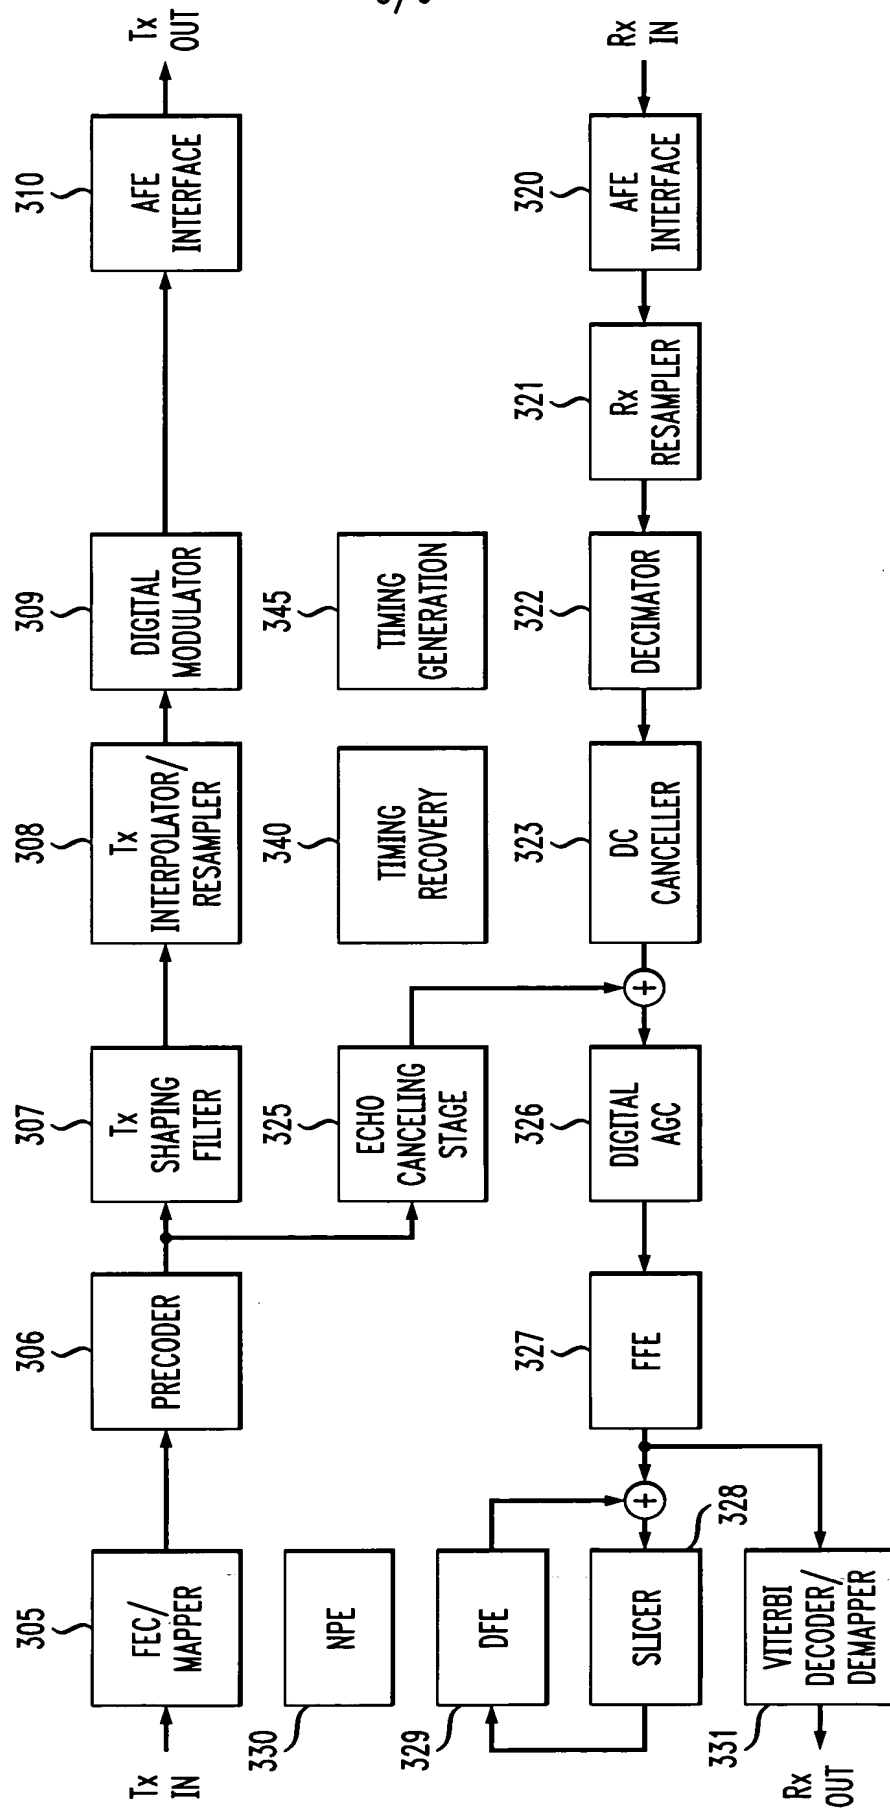 Tx
IN
305
FEC/
MAPPER
306
PRECODER
307
Tx
SHAPING
FILTER
308
Tx
INTERPOLATOR/
RESAMPLER
309
DIGITAL
MODULATOR
310
AFE
INTERFACE
Tx
OUT
330
NPE
325
ECHO
CANCELING
STAGE
340
TIMING
RECOVERY
345
TIMING
GENERATION
329
DFE
328
SLICER
+
327
FFE
326
DIGITAL
AGC
+
323
DC
CANCELLER
322
DECIMATOR
321
Rx
RESAMPLER
320
AFE
INTERFACE
Rx
IN
331
VITERBI
DECODER/
DEMAPPER
Rx
OUT